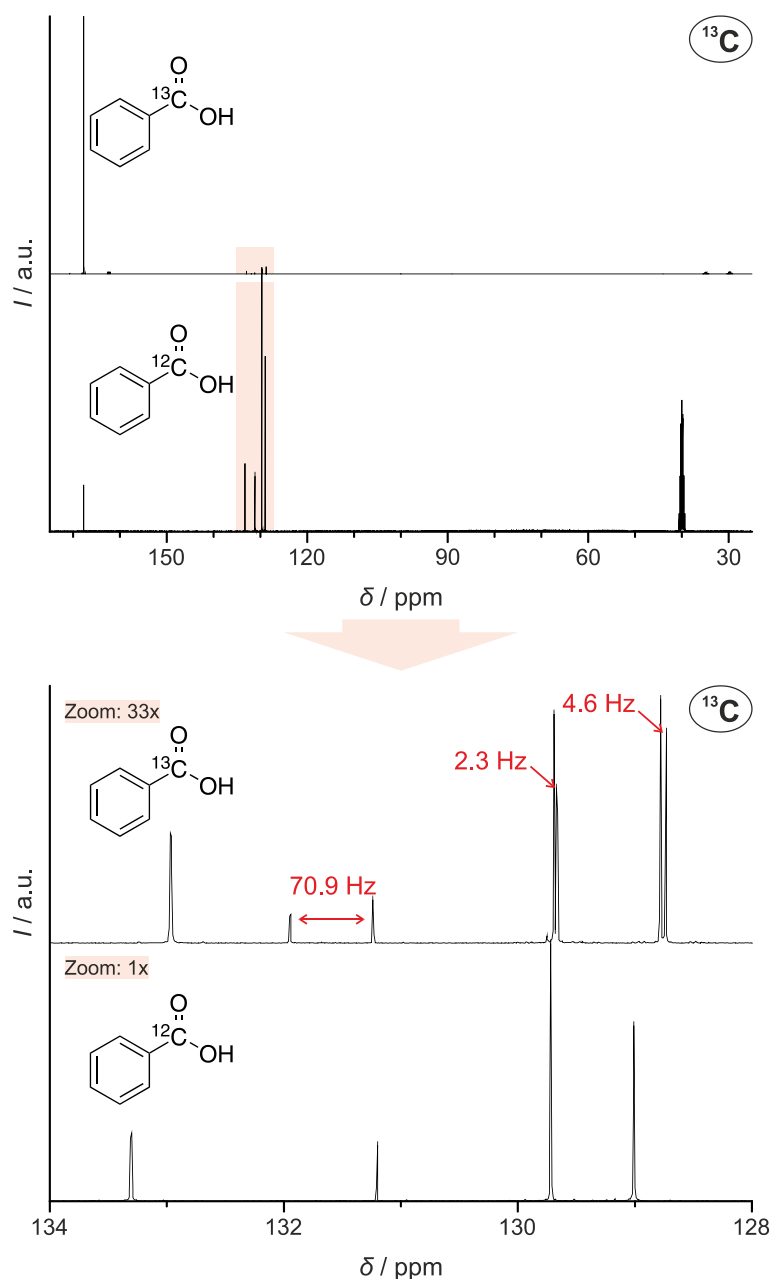 ¹³C
O
¹³C
OH
I / a.u.
O
¹²C
OH
150 120 90 60 30
δ / ppm
Zoom: 33x
4.6 Hz
¹³C
O
¹³C
OH
2.3 Hz
70.9 Hz
I / a.u.
Zoom: 1x
O
¹²C
OH
134 132 130 128
δ / ppm